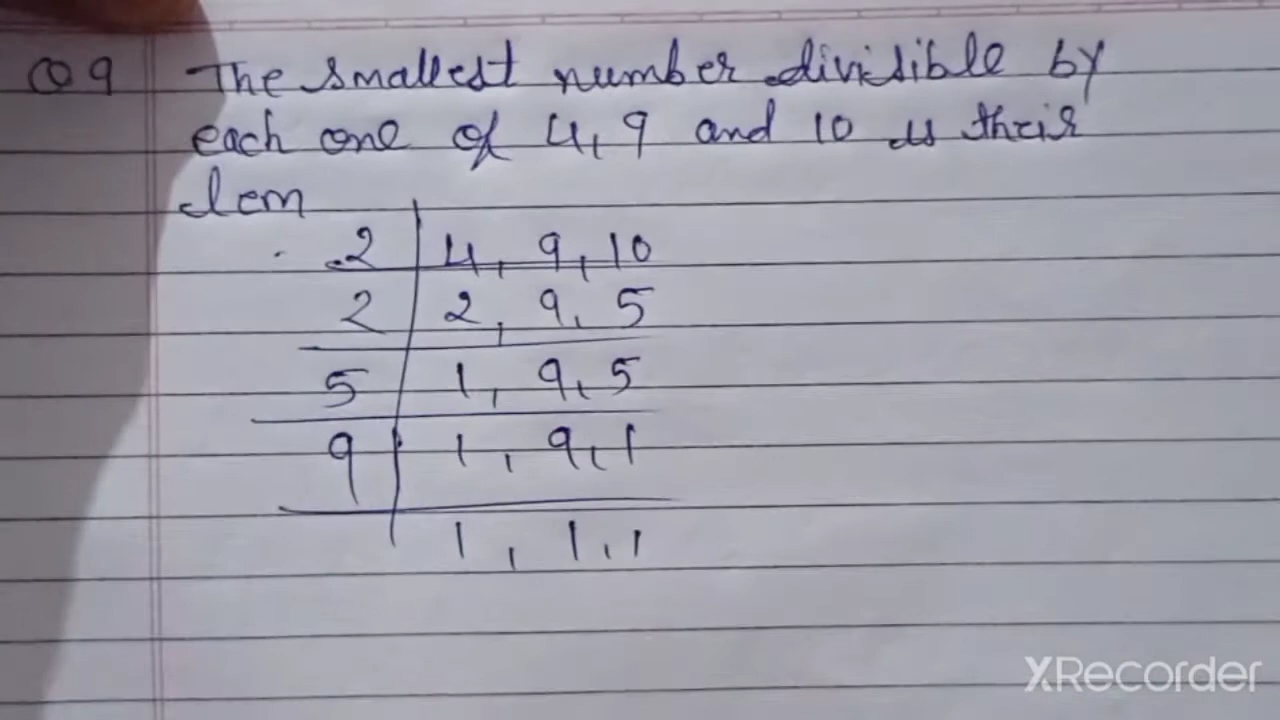 Q9 The smallest number divisible by
each one of 4, 9 and 10 is their
lcm
2 | 4, 9, 10
2 | 2, 9, 5
5 | 1, 9, 5
9 | 1, 9, 1
1, 1, 1
XRecorder